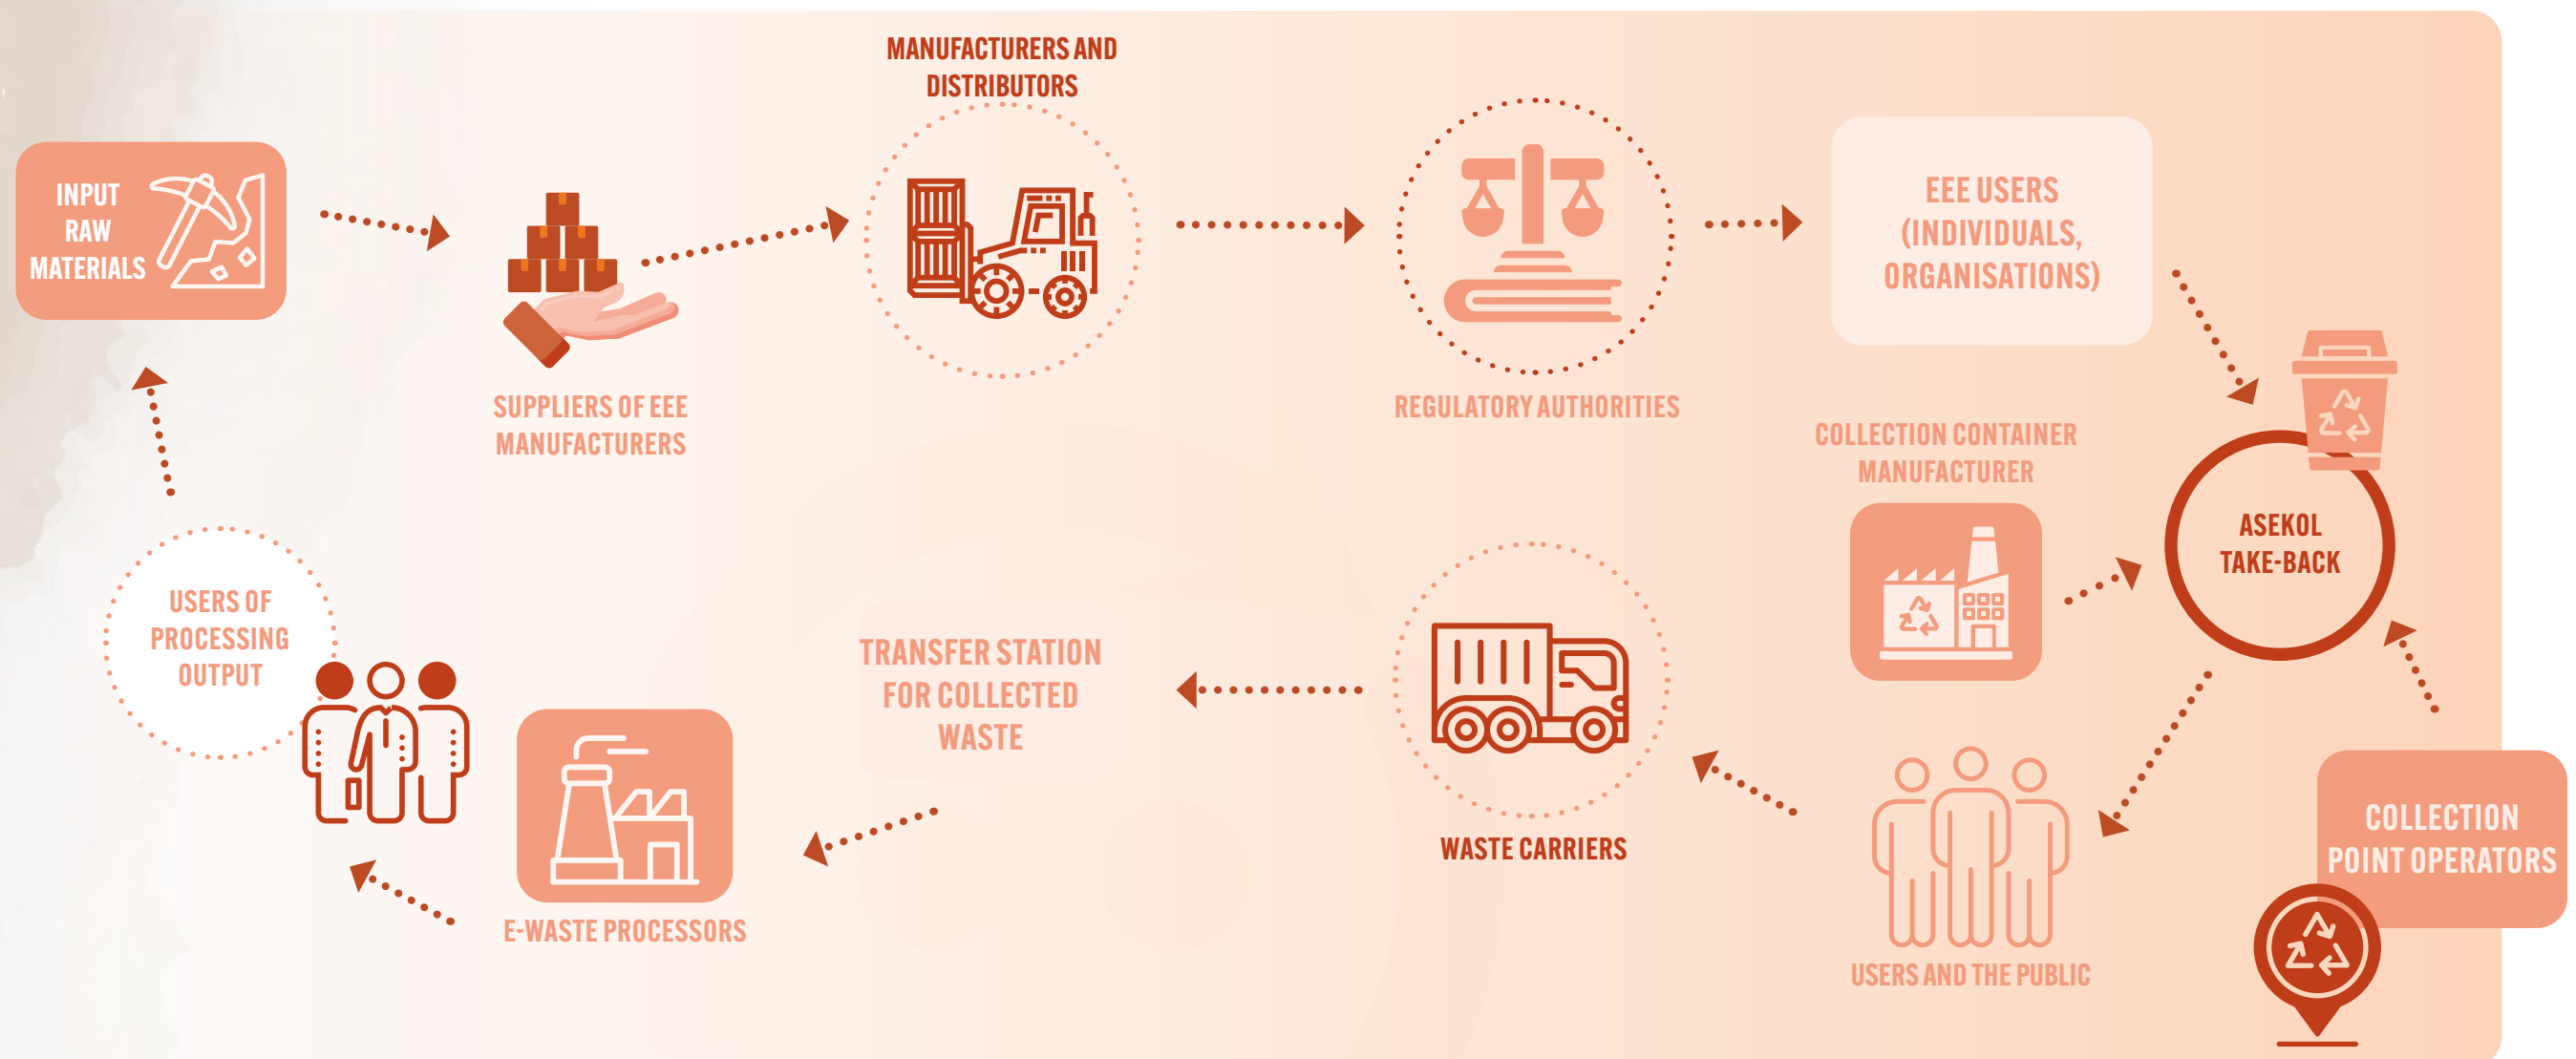 MANUFACTURERS AND
DISTRIBUTORS
INPUT
RAW
MATERIALS
SUPPLIERS OF EEE
MANUFACTURERS
REGULATORY AUTHORITIES
EEE USERS
(INDIVIDUALS,
ORGANISATIONS)
COLLECTION CONTAINER
MANUFACTURER
ASEKOL
TAKE-BACK
COLLECTION
POINT OPERATORS
USERS AND THE PUBLIC
WASTE CARRIERS
TRANSFER STATION
FOR COLLECTED
WASTE
E-WASTE PROCESSORS
USERS OF
PROCESSING
OUTPUT